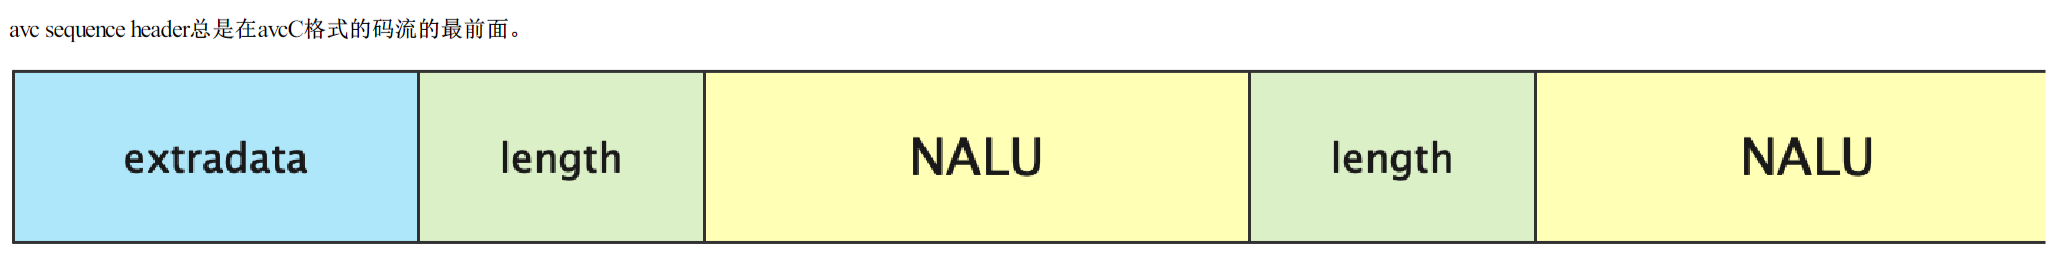 avc sequence header总是在avcC格式的码流的最前面。
extradata length NALU length NALU